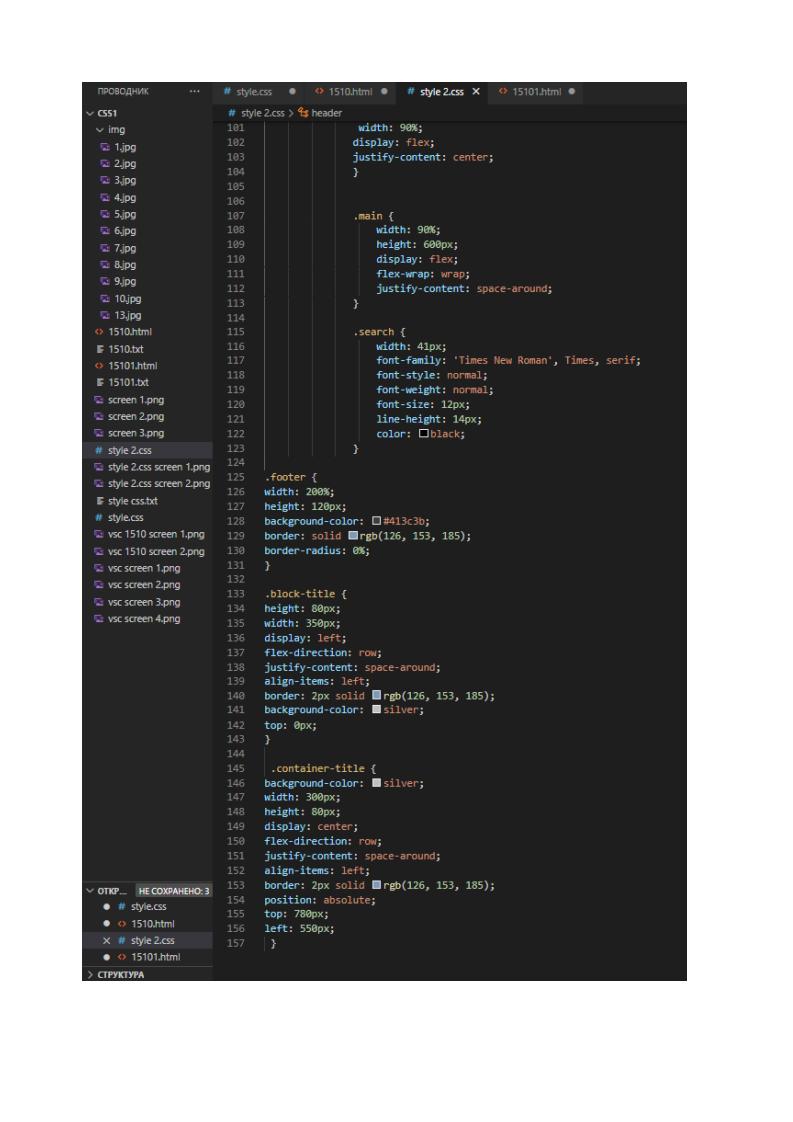 ПРОВОДНИК ···
CSS1
img
1.jpg
2.jpg
3.jpg
4.jpg
5.jpg
6.jpg
7.jpg
8.jpg
9.jpg
10.jpg
13.jpg
1510.html
1510.txt
15101.html
15101.txt
screen 1.png
screen 2.png
screen 3.png
# style 2.css
style 2.css screen 1.png
style 2.css screen 2.png
style css.txt
# style.css
vsc 1510 screen 1.png
vsc 1510 screen 2.png
vsc screen 1.png
vsc screen 2.png
vsc screen 3.png
vsc screen 4.png
ОТКР... НЕ СОХРАНЕНО: 3
● # style.css
● <> 1510.html
× # style 2.css
● <> 15101.html
СТРУКТУРА
# style.css ● <> 1510.html ● # style 2.css × <> 15101.html ●
# style 2.css > header
101 width: 90%;
102 display: flex;
103 justify-content: center;
104 }
105
106
107 .main {
108 width: 90%;
109 height: 600px;
110 display: flex;
111 flex-wrap: wrap;
112 justify-content: space-around;
113 }
114
115 .search {
116 width: 41px;
117 font-family: 'Times New Roman', Times, serif;
118 font-style: normal;
119 font-weight: normal;
120 font-size: 12px;
121 line-height: 14px;
122 color: black;
123 }
124
125 .footer {
126 width: 200%;
127 height: 120px;
128 background-color: #413c3b;
129 border: solid rgb(126, 153, 185);
130 border-radius: 0%;
131 }
132
133 .block-title {
134 height: 80px;
135 width: 350px;
136 display: left;
137 flex-direction: row;
138 justify-content: space-around;
139 align-items: left;
140 border: 2px solid rgb(126, 153, 185);
141 background-color: silver;
142 top: 0px;
143 }
144
145 .container-title {
146 background-color: silver;
147 width: 300px;
148 height: 80px;
149 display: center;
150 flex-direction: row;
151 justify-content: space-around;
152 align-items: left;
153 border: 2px solid rgb(126, 153, 185);
154 position: absolute;
155 top: 780px;
156 left: 550px;
157 }